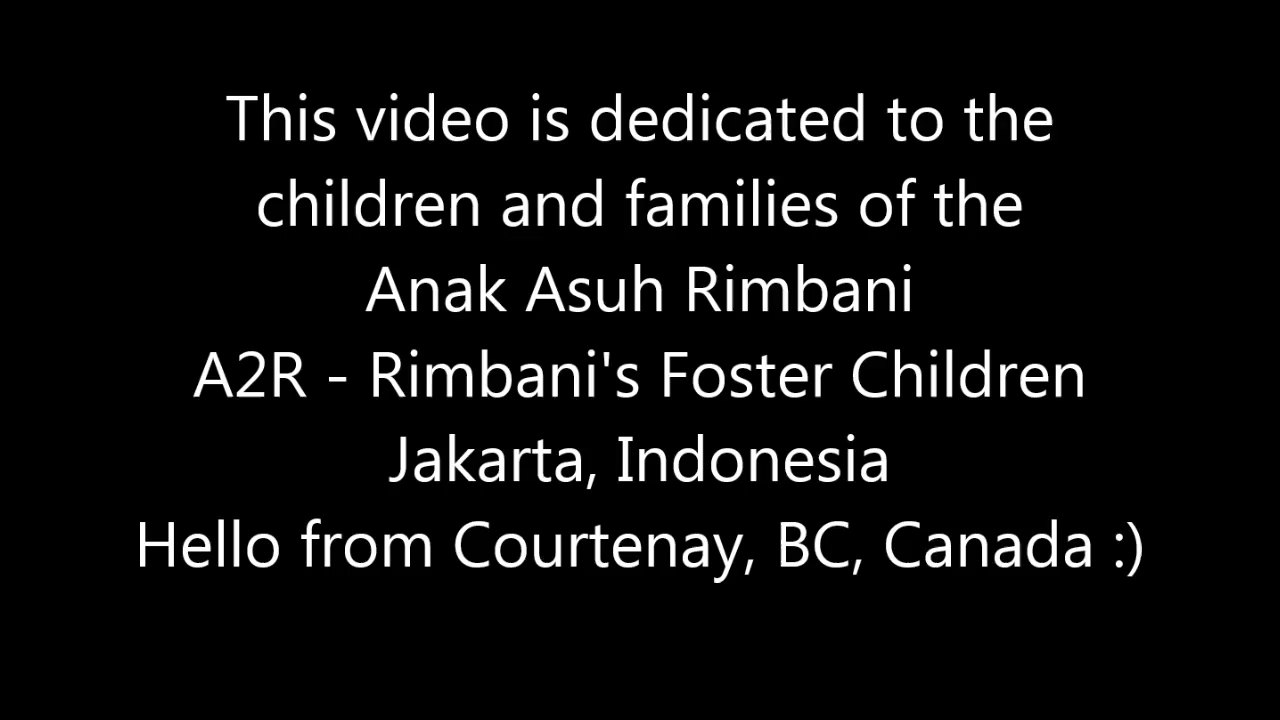 This video is dedicated to the
children and families of the
Anak Asuh Rimbani
A2R - Rimbani's Foster Children
Jakarta, Indonesia
Hello from Courtenay, BC, Canada :)